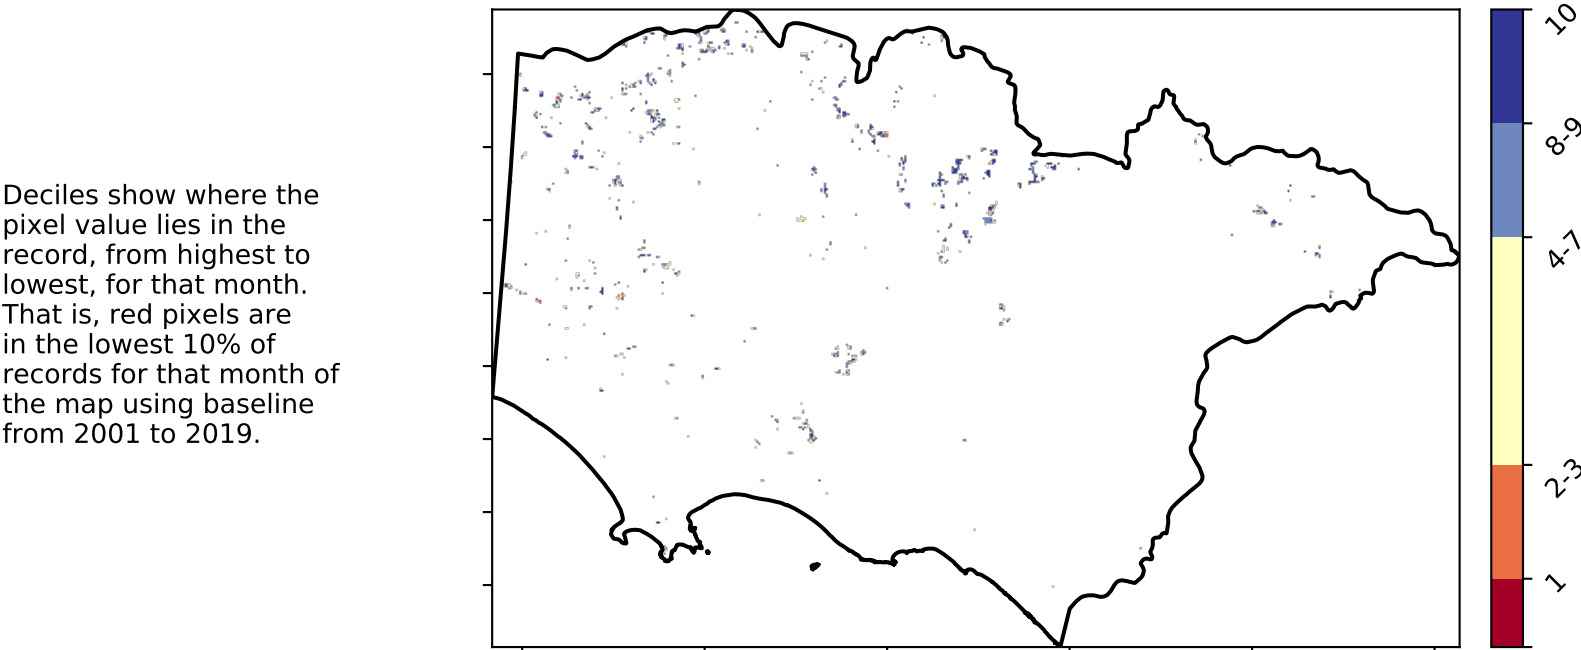 Deciles show where the
pixel value lies in the
record, from highest to
lowest, for that month.
That is, red pixels are
in the lowest 10% of
records for that month of
the map using baseline
from 2001 to 2019.
10
8-9
4-7
2-3
1